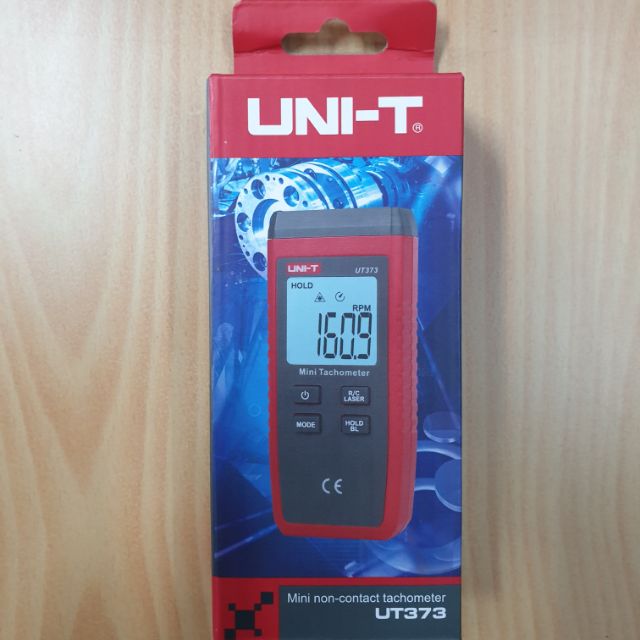 UNI-T®
UNI-T UT373
HOLD
RPM
160.9
Mini Tachometer
R/C
LASER
MODE
HOLD
BL
CE
Mini non-contact tachometer
UT373